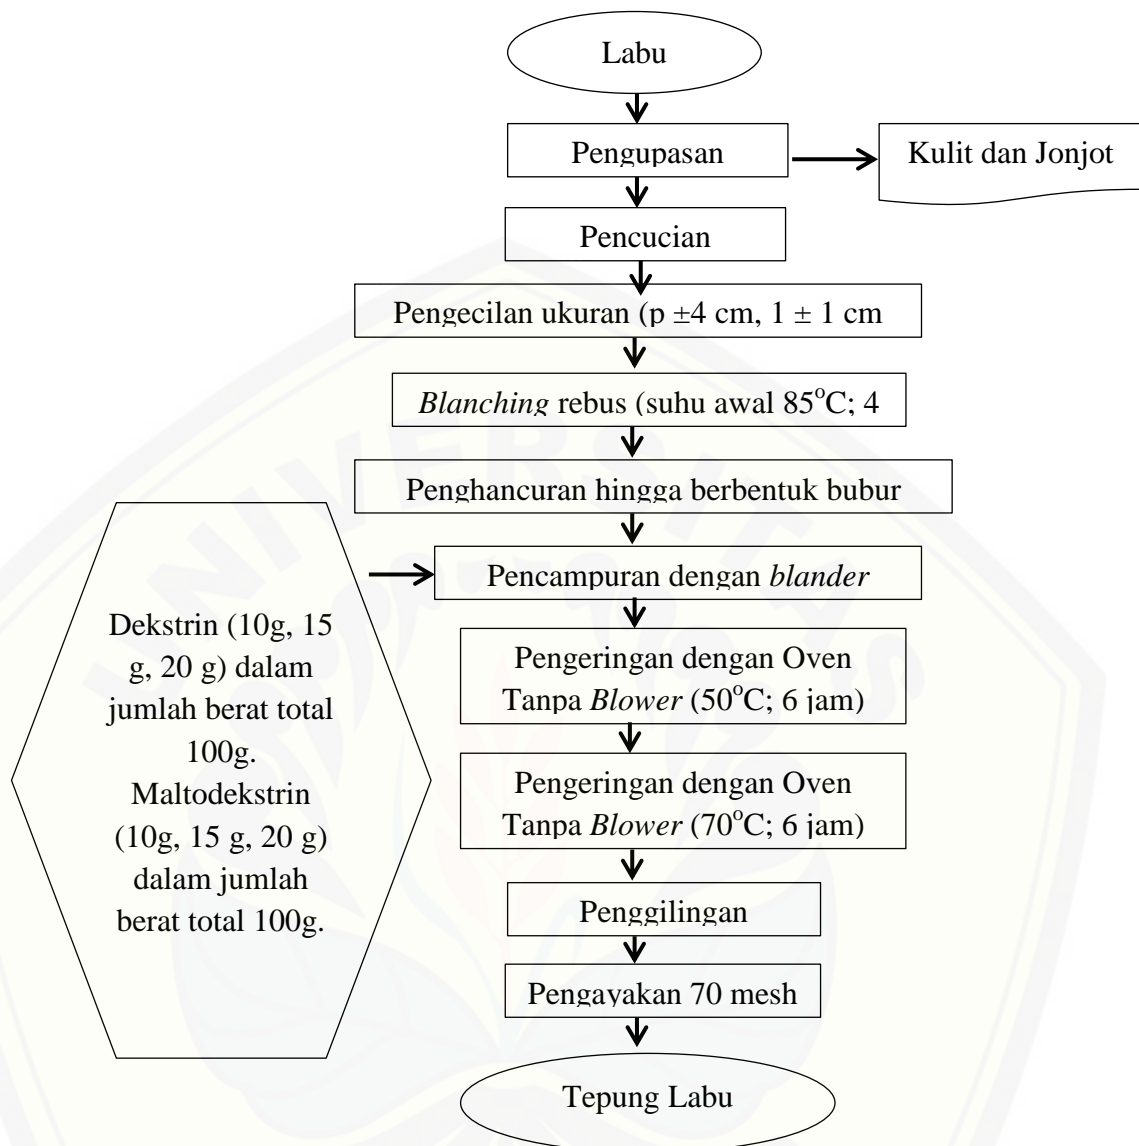 Labu
Pengupasan
Kulit dan Jonjot
Pencucian
Pengecilan ukuran (p ±4 cm, 1 ± 1 cm
Blanching rebus (suhu awal 85°C; 4
Penghancuran hingga berbentuk bubur
Pencampuran dengan blander
Dekstrin (10g, 15
g, 20 g) dalam
jumlah berat total
100g.
Maltodekstrin
(10g, 15 g, 20 g)
dalam jumlah
berat total 100g.
Pengeringan dengan Oven
Tanpa Blower (50°C; 6 jam)
Pengeringan dengan Oven
Tanpa Blower (70°C; 6 jam)
Penggilingan
Pengayakan 70 mesh
Tepung Labu
UNIVERSITAS